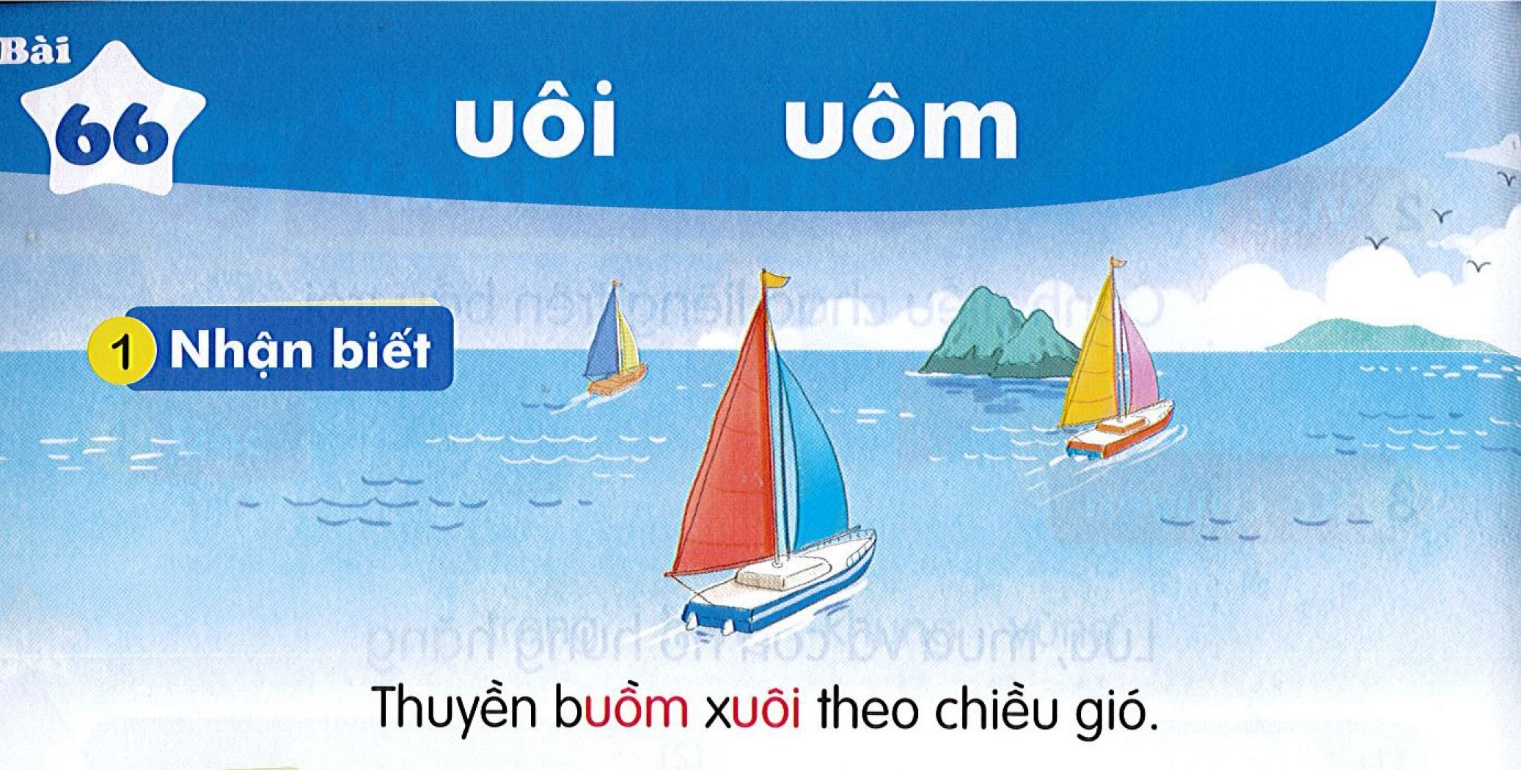 Bài
66
uôi uôm
1 Nhận biết
Thuyền buồm xuôi theo chiều gió.